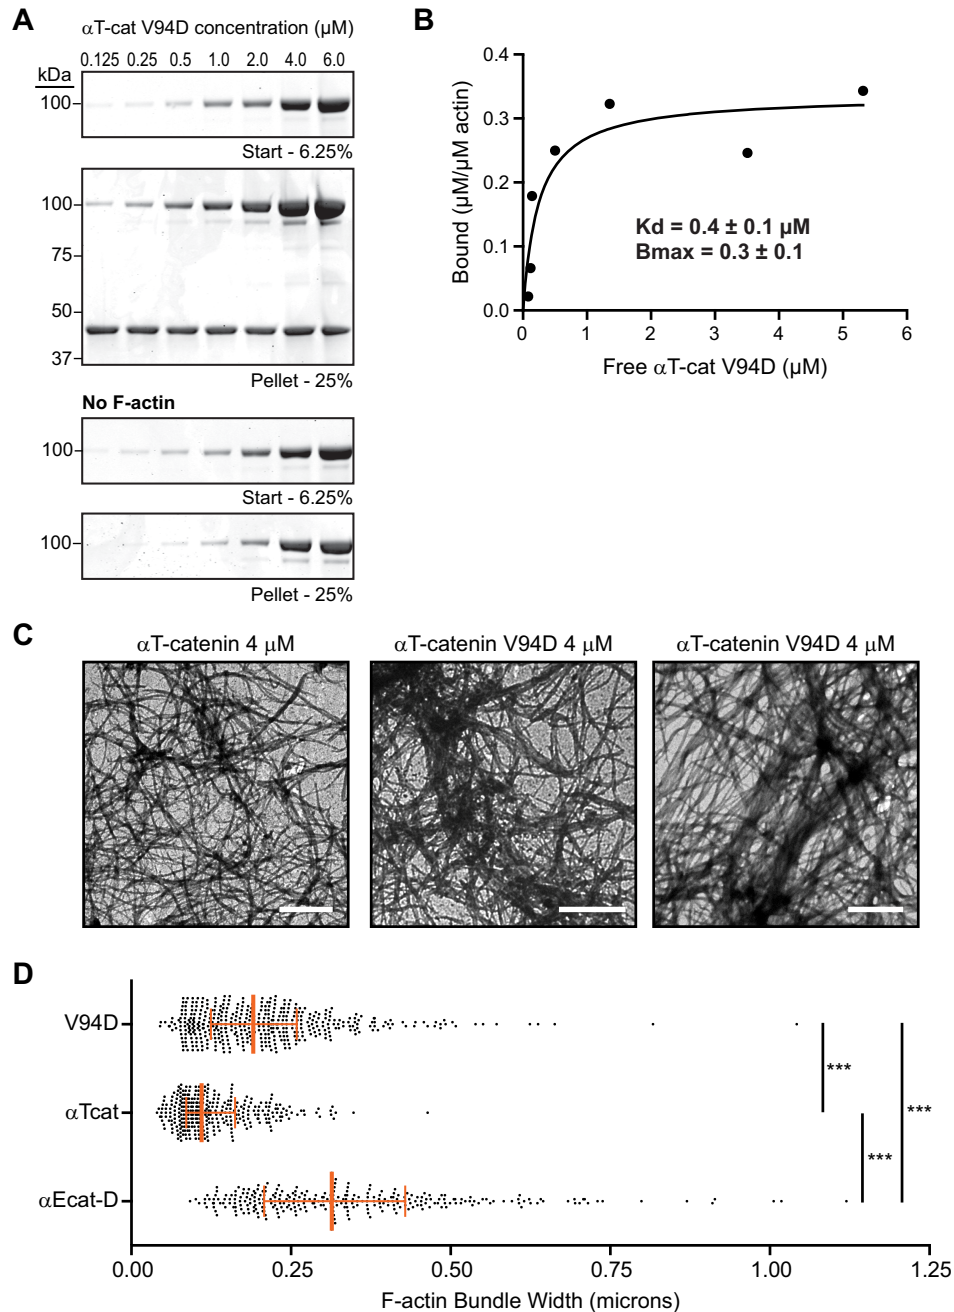 A
αT-cat V94D concentration (μM)
0.125 0.25 0.5 1.0 2.0 4.0 6.0
kDa
100
Start - 6.25%
100
75
50
37
Pellet - 25%
No F-actin
100
Start - 6.25%
100
Pellet - 25%
B
0.4
0.3
0.2
0.1
0.0
Bound (μM/μM actin)
Kd = 0.4 ± 0.1 μM
Bmax = 0.3 ± 0.1
0 1 2 3 4 5 6
Free αT-cat V94D (μM)
C
αT-catenin 4 μM
αT-catenin V94D 4 μM
αT-catenin V94D 4 μM
D
V94D
αTcat
αEcat-D
***
***
***
0.00 0.25 0.50 0.75 1.00 1.25
F-actin Bundle Width (microns)